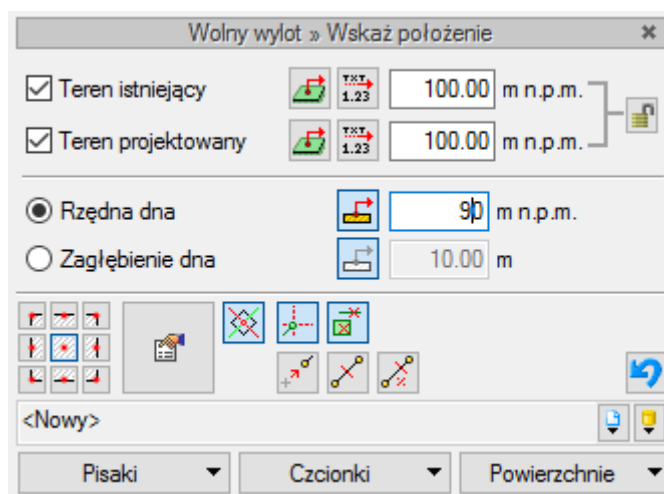 Wolny wylot » Wskaż położenie
Teren istniejący TXT 1.23 100.00 m n.p.m.
Teren projektowany TXT 1.23 100.00 m n.p.m.
Rzędna dna 90 m n.p.m.
Zagłębienie dna 10.00 m
<Nowy>
Pisaki Czcionki Powierzchnie